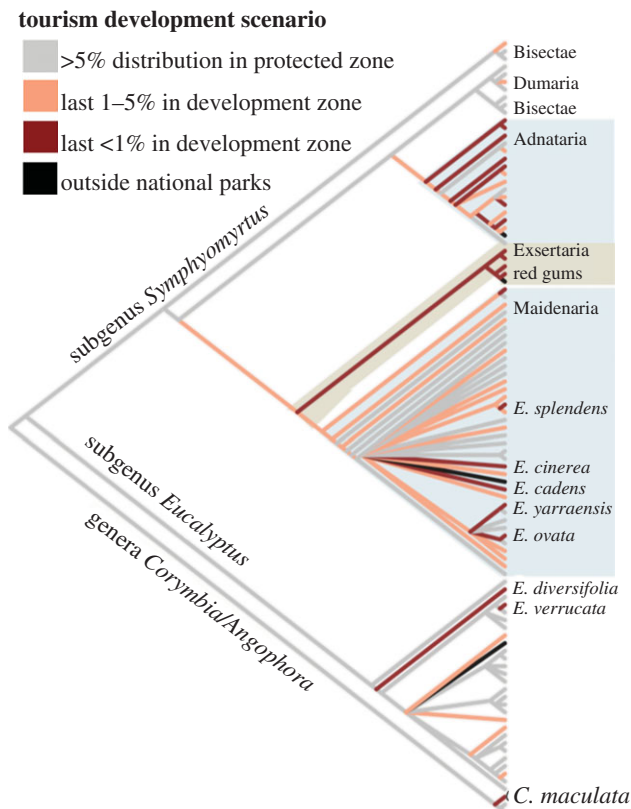 tourism development scenario
>5% distribution in protected zone
last 1–5% in development zone
last <1% in development zone
outside national parks
Bisectae
Dumaria
Bisectae
Adnataria
Exsertaria
red gums
Maidenaria
E. splendens
E. cinerea
E. cadens
E. yarraensis
E. ovata
E. diversifolia
E. verrucata
C. maculata
subgenus Symphyomyrtus
subgenus Eucalyptus
genera Corymbia/Angophora